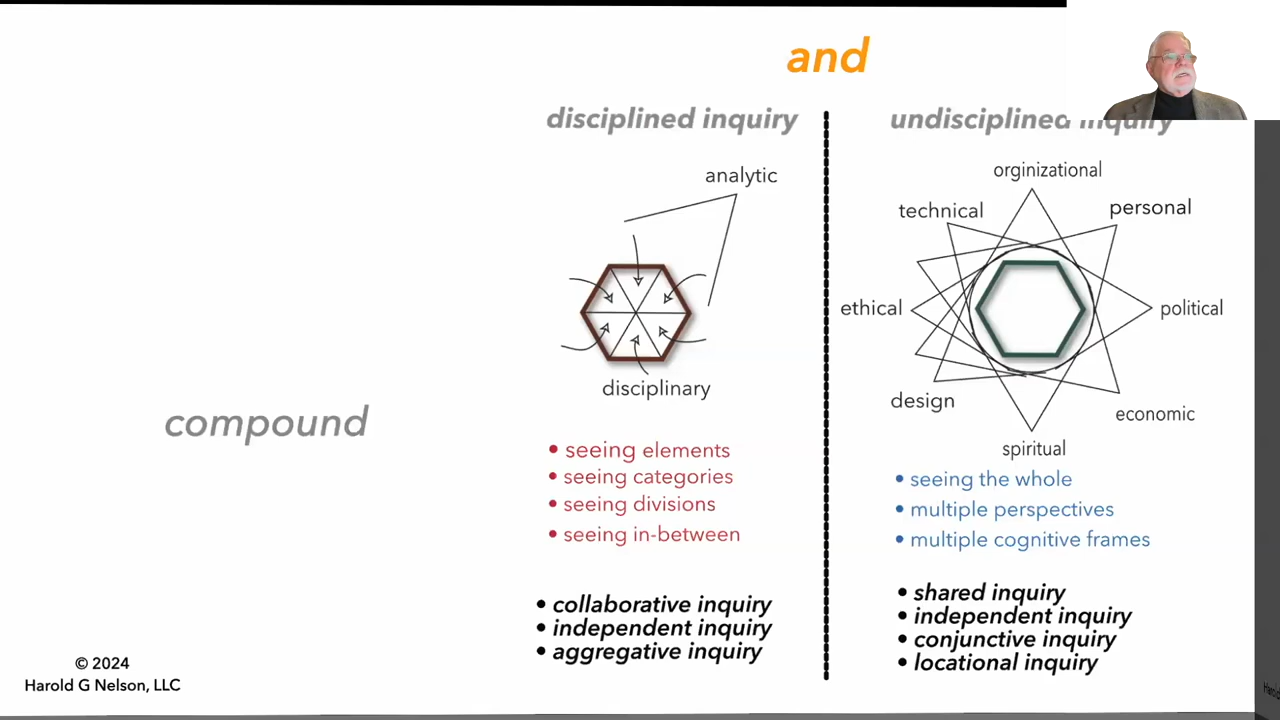 and
disciplined inquiry
analytic
disciplinary
• seeing elements
• seeing categories
• seeing divisions
• seeing in-between
• collaborative inquiry
• independent inquiry
• aggregative inquiry
undisciplined inquiry
orginizational
technical
personal
ethical
political
design
economic
spiritual
• seeing the whole
• multiple perspectives
• multiple cognitive frames
• shared inquiry
• independent inquiry
• conjunctive inquiry
• locational inquiry
compound
© 2024
Harold G Nelson, LLC